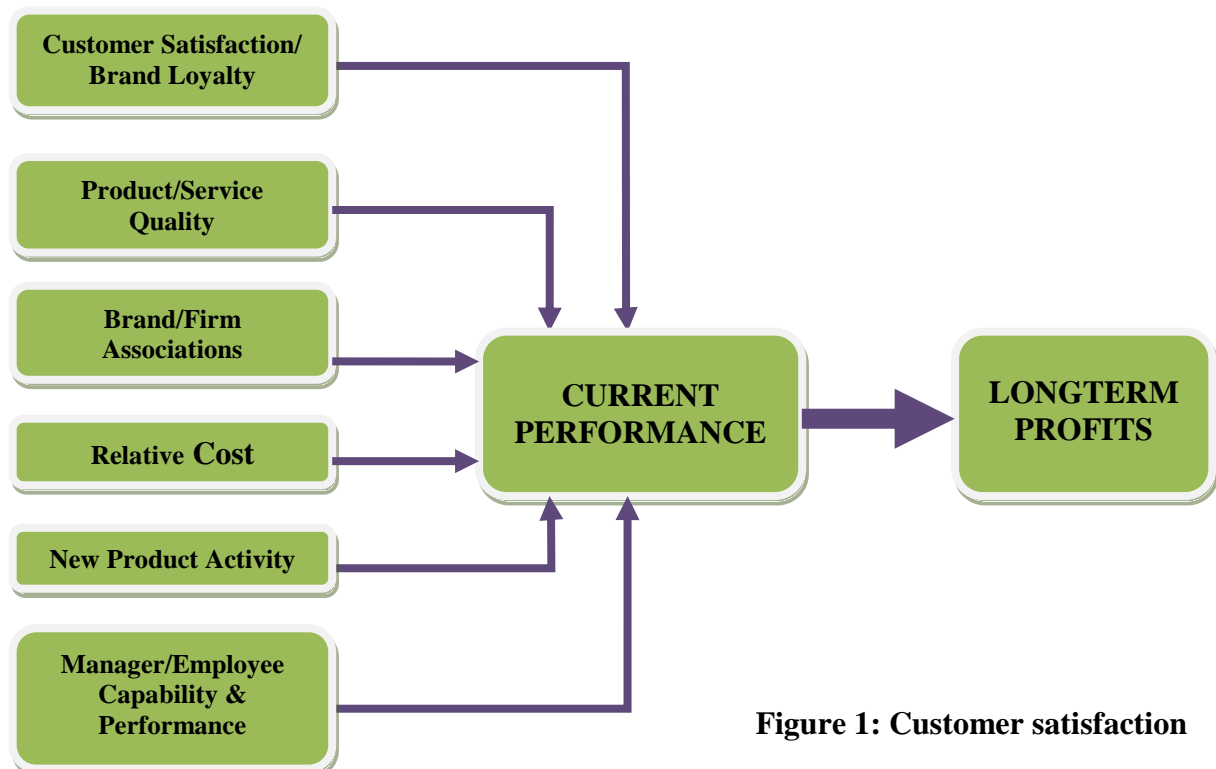 Customer Satisfaction/
Brand Loyalty
Product/Service
Quality
Brand/Firm
Associations
Relative Cost
New Product Activity
Manager/Employee
Capability &
Performance
CURRENT
PERFORMANCE
LONGTERM
PROFITS
Figure 1: Customer satisfaction